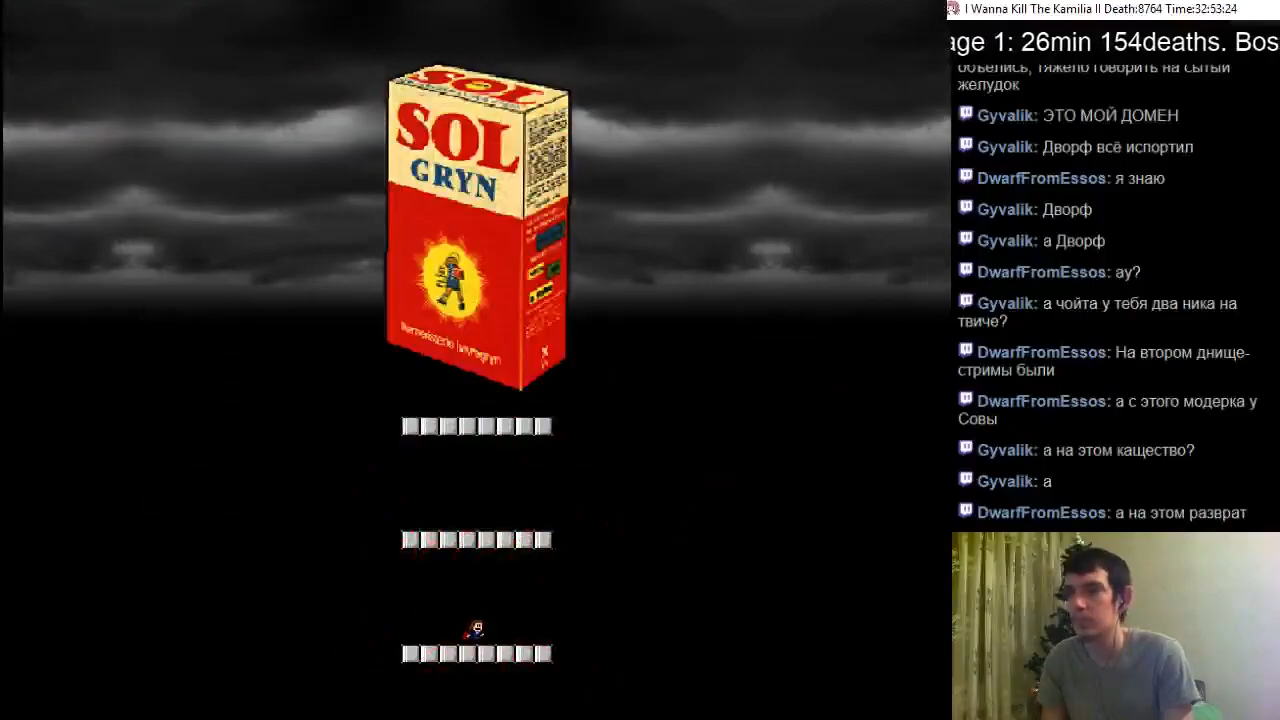 I Wanna Kill The Kamilia II Death:8764 Time:32:53:24
age 1: 26min 154deaths. Bos
объелись, тяжело говорить на сытый
желудок
Gyvalik: ЭТО МОЙ ДОМЕН
Gyvalik: Дворф всё испортил
DwarfFromEssos: я знаю
Gyvalik: Дворф
Gyvalik: а Дворф
DwarfFromEssos: ау?
Gyvalik: а чойта у тебя два ника на
твиче?
DwarfFromEssos: На втором днище-
стримы были
DwarfFromEssos: а с этого модерка у
Совы
Gyvalik: а на этом кащество?
Gyvalik: а
DwarfFromEssos: а на этом разврат
SOL
SOL
GRYN